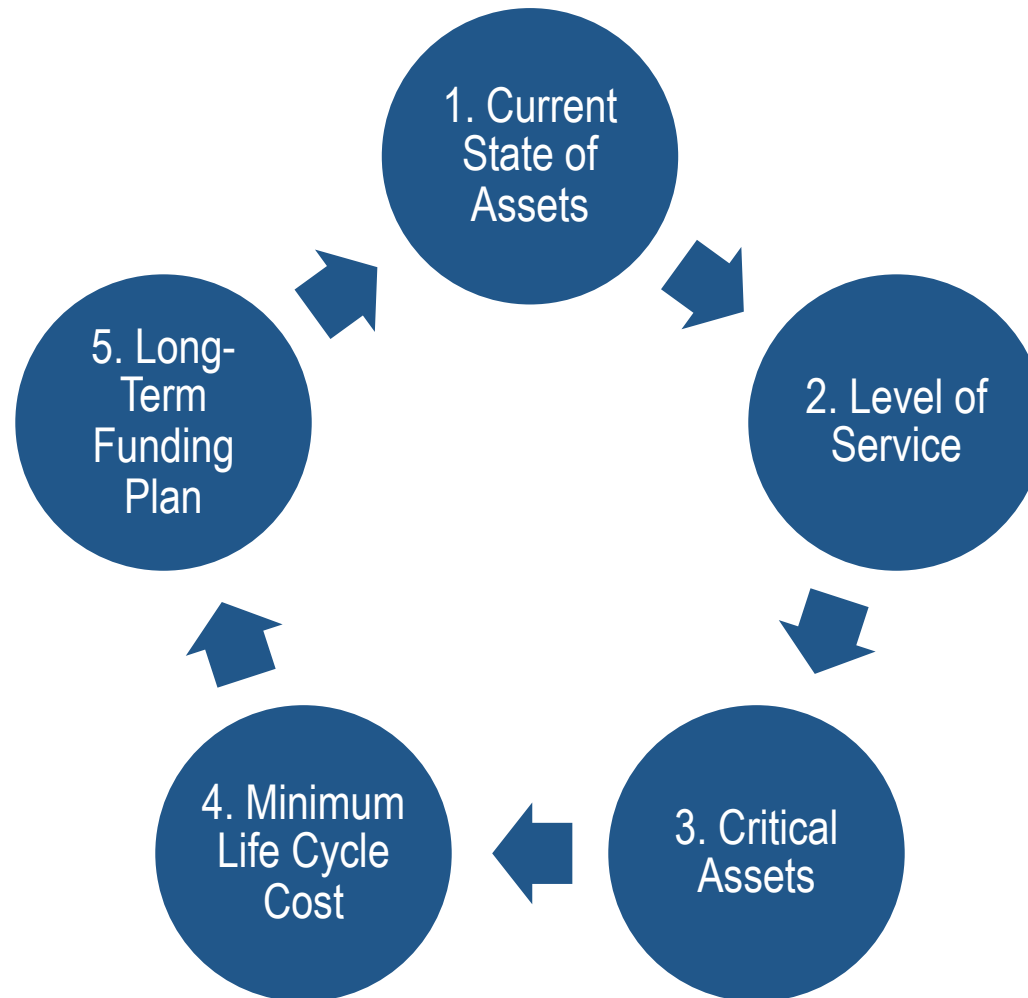 1. Current
State of
Assets
2. Level of
Service
3. Critical
Assets
4. Minimum
Life Cycle
Cost
5. Long-
Term
Funding
Plan